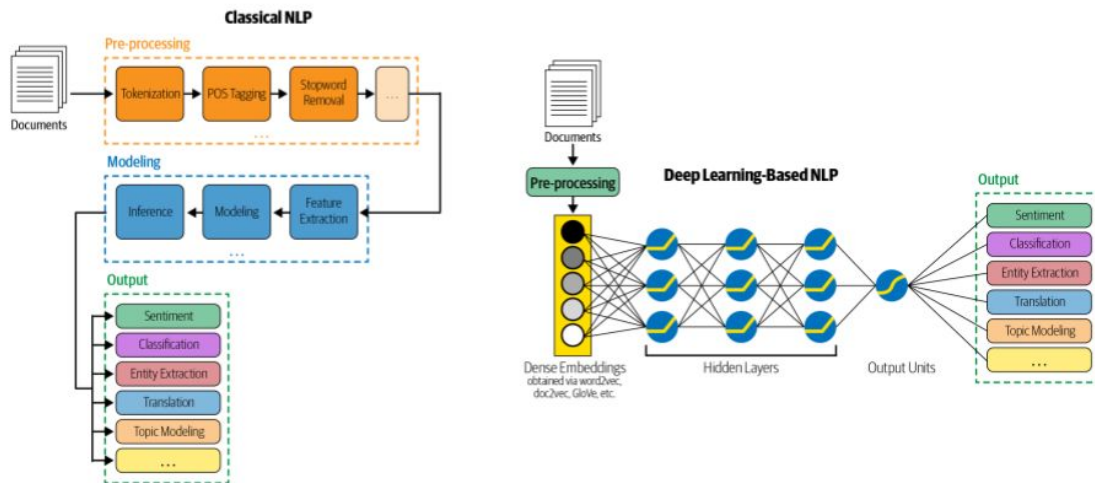 Classical NLP
Pre-processing
Documents
Tokenization
POS Tagging
Stopword
Removal
...
...
Modeling
Inference
Modeling
Feature
Extraction
...
Output
Sentiment
Classification
Entity Extraction
Translation
Topic Modeling
...
Documents
Pre-processing
Deep Learning-Based NLP
Dense Embeddings
obtained via word2vec,
doc2vec, GloVe, etc.
Hidden Layers
Output Units
Output
Sentiment
Classification
Entity Extraction
Translation
Topic Modeling
...